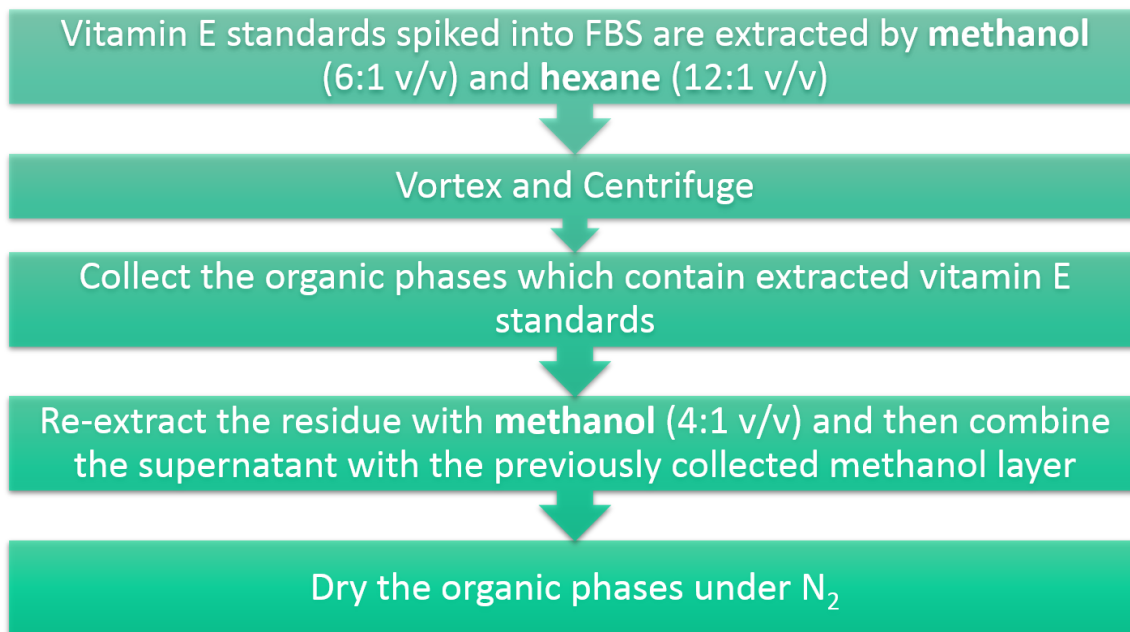 Vitamin E standards spiked into FBS are extracted by methanol
(6:1 v/v) and hexane (12:1 v/v)
Vortex and Centrifuge
Collect the organic phases which contain extracted vitamin E
standards
Re-extract the residue with methanol (4:1 v/v) and then combine
the supernatant with the previously collected methanol layer
Dry the organic phases under N₂